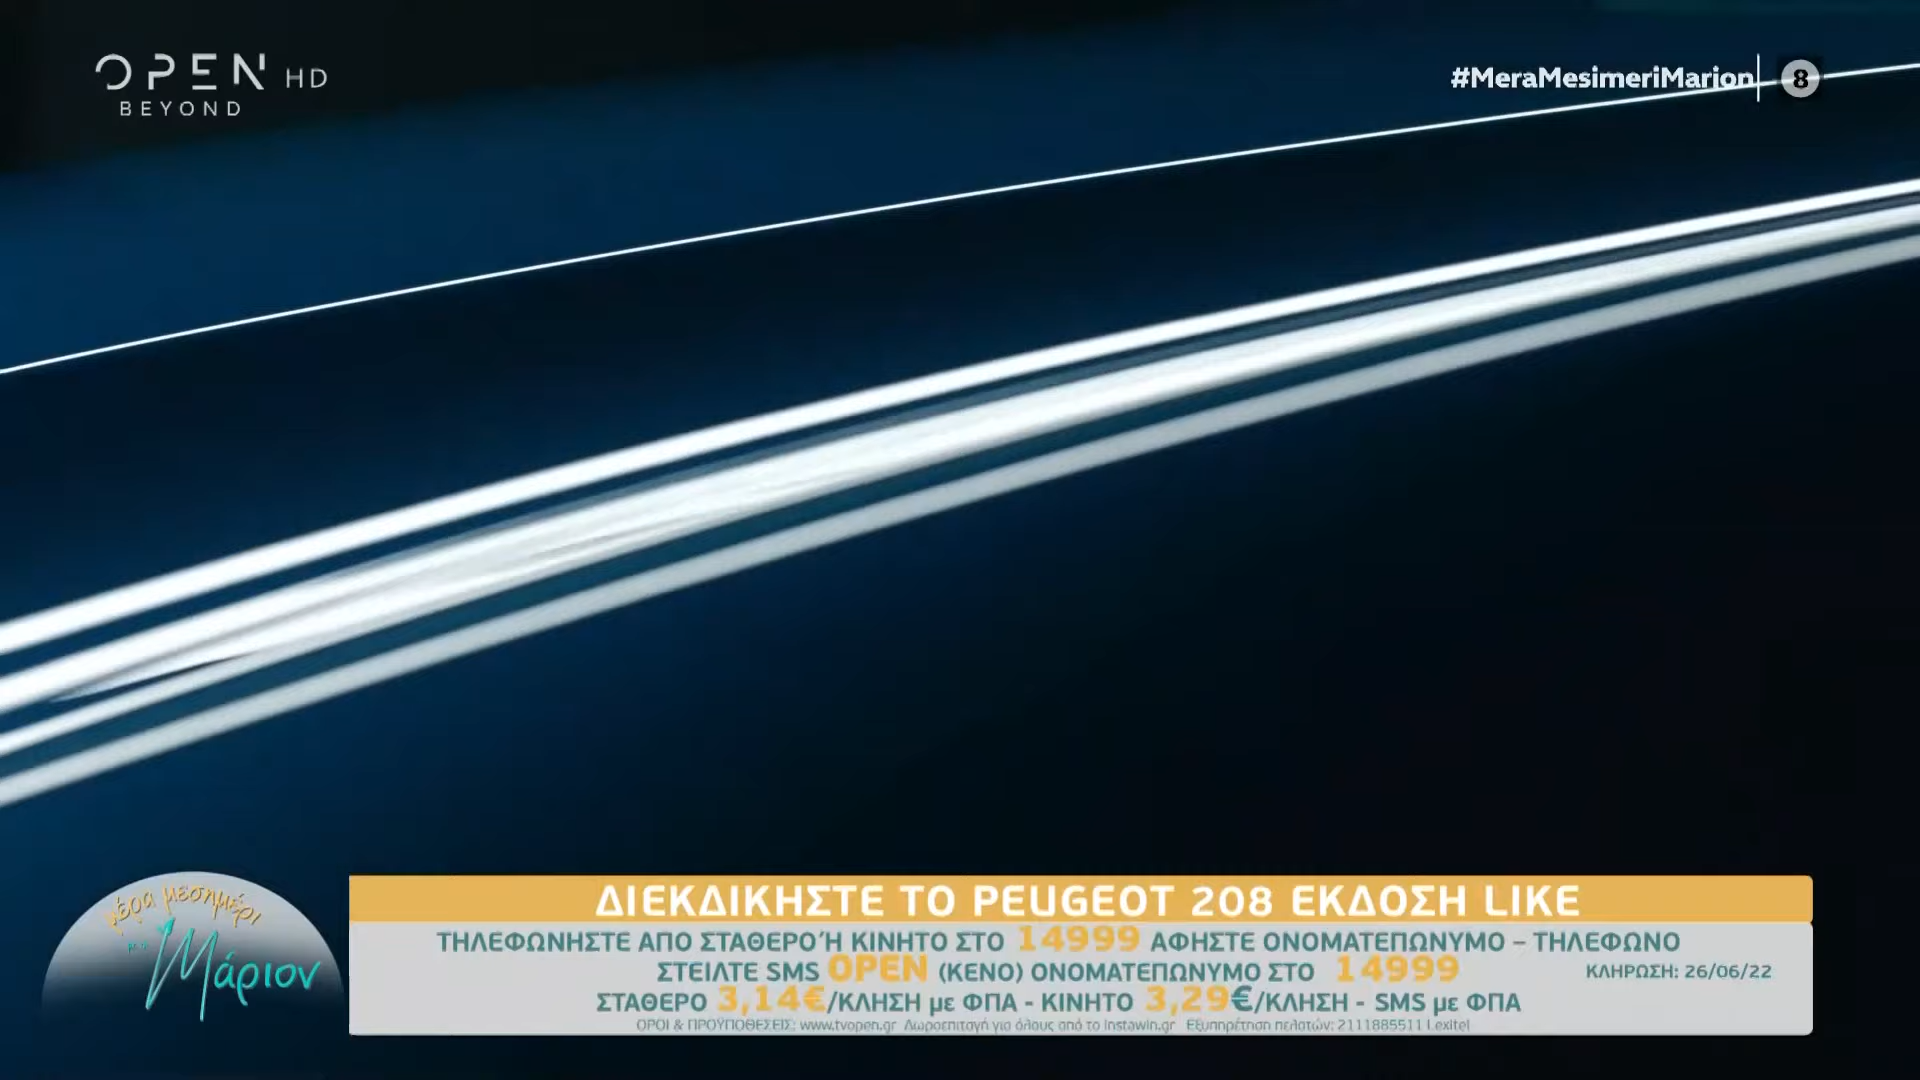 OPEN HD
BEYOND
#MeraMesimeriMarion 8
μέρα μεσημέρι
με τη
Μάριον
ΔΙΕΚΔΙΚΗΣΤΕ ΤΟ PEUGEOT 208 ΕΚΔΟΣΗ LIKE
ΤΗΛΕΦΩΝΗΣΤΕ ΑΠΟ ΣΤΑΘΕΡΟ Ή ΚΙΝΗΤΟ ΣΤΟ 14999 ΑΦΗΣΤΕ ΟΝΟΜΑΤΕΠΩΝΥΜΟ – ΤΗΛΕΦΩΝΟ
ΣΤΕΙΛΤΕ SMS OPEN (ΚΕΝΟ) ΟΝΟΜΑΤΕΠΩΝΥΜΟ ΣΤΟ 14999 ΚΛΗΡΩΣΗ: 26/06/22
ΣΤΑΘΕΡΟ 3,14€/ΚΛΗΣΗ με ΦΠΑ - ΚΙΝΗΤΟ 3,29€/ΚΛΗΣΗ - SMS με ΦΠΑ
ΟΡΟΙ & ΠΡΟΫΠΟΘΕΣΕΙΣ: www.tvopen.gr Δωροεπιταγή για όλους από το Instawin.gr Εξυπηρέτηση πελατών: 2111885511 Lexitel